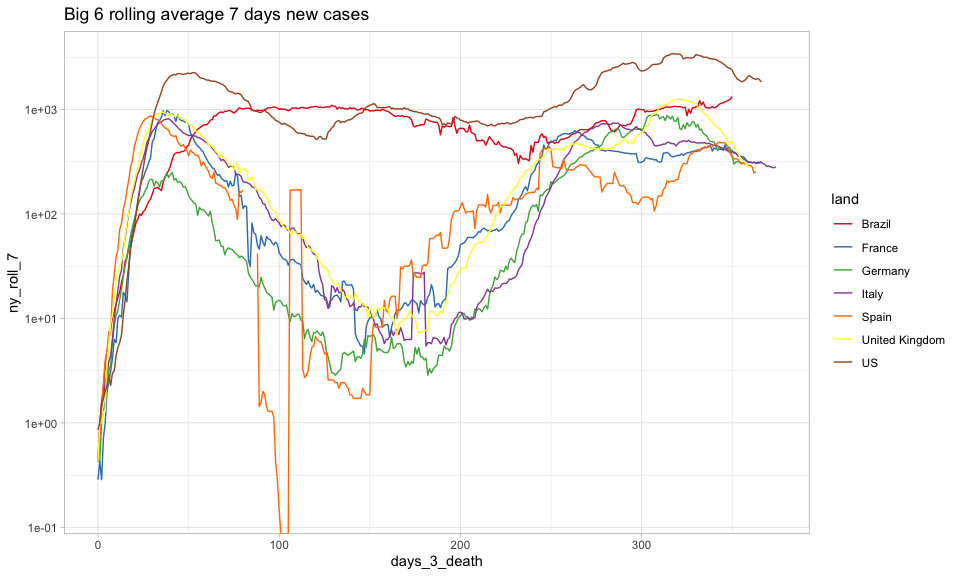 Big 6 rolling average 7 days new cases
ny_roll_7
1e+03
1e+02
1e+01
1e+00
1e-01
0
100
200
300
days_3_death
land
Brazil
France
Germany
Italy
Spain
United Kingdom
US